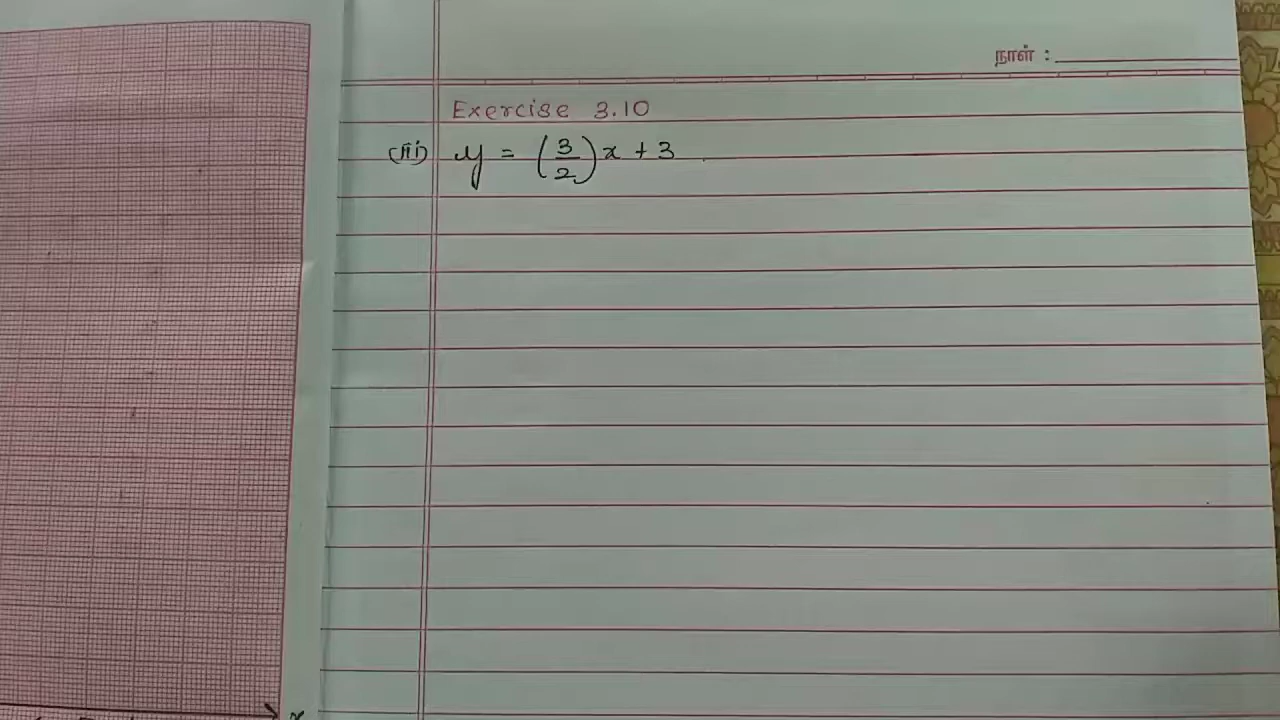 நாள் :
Exercise 3.10
(iii) y = (3/2)x + 3
x